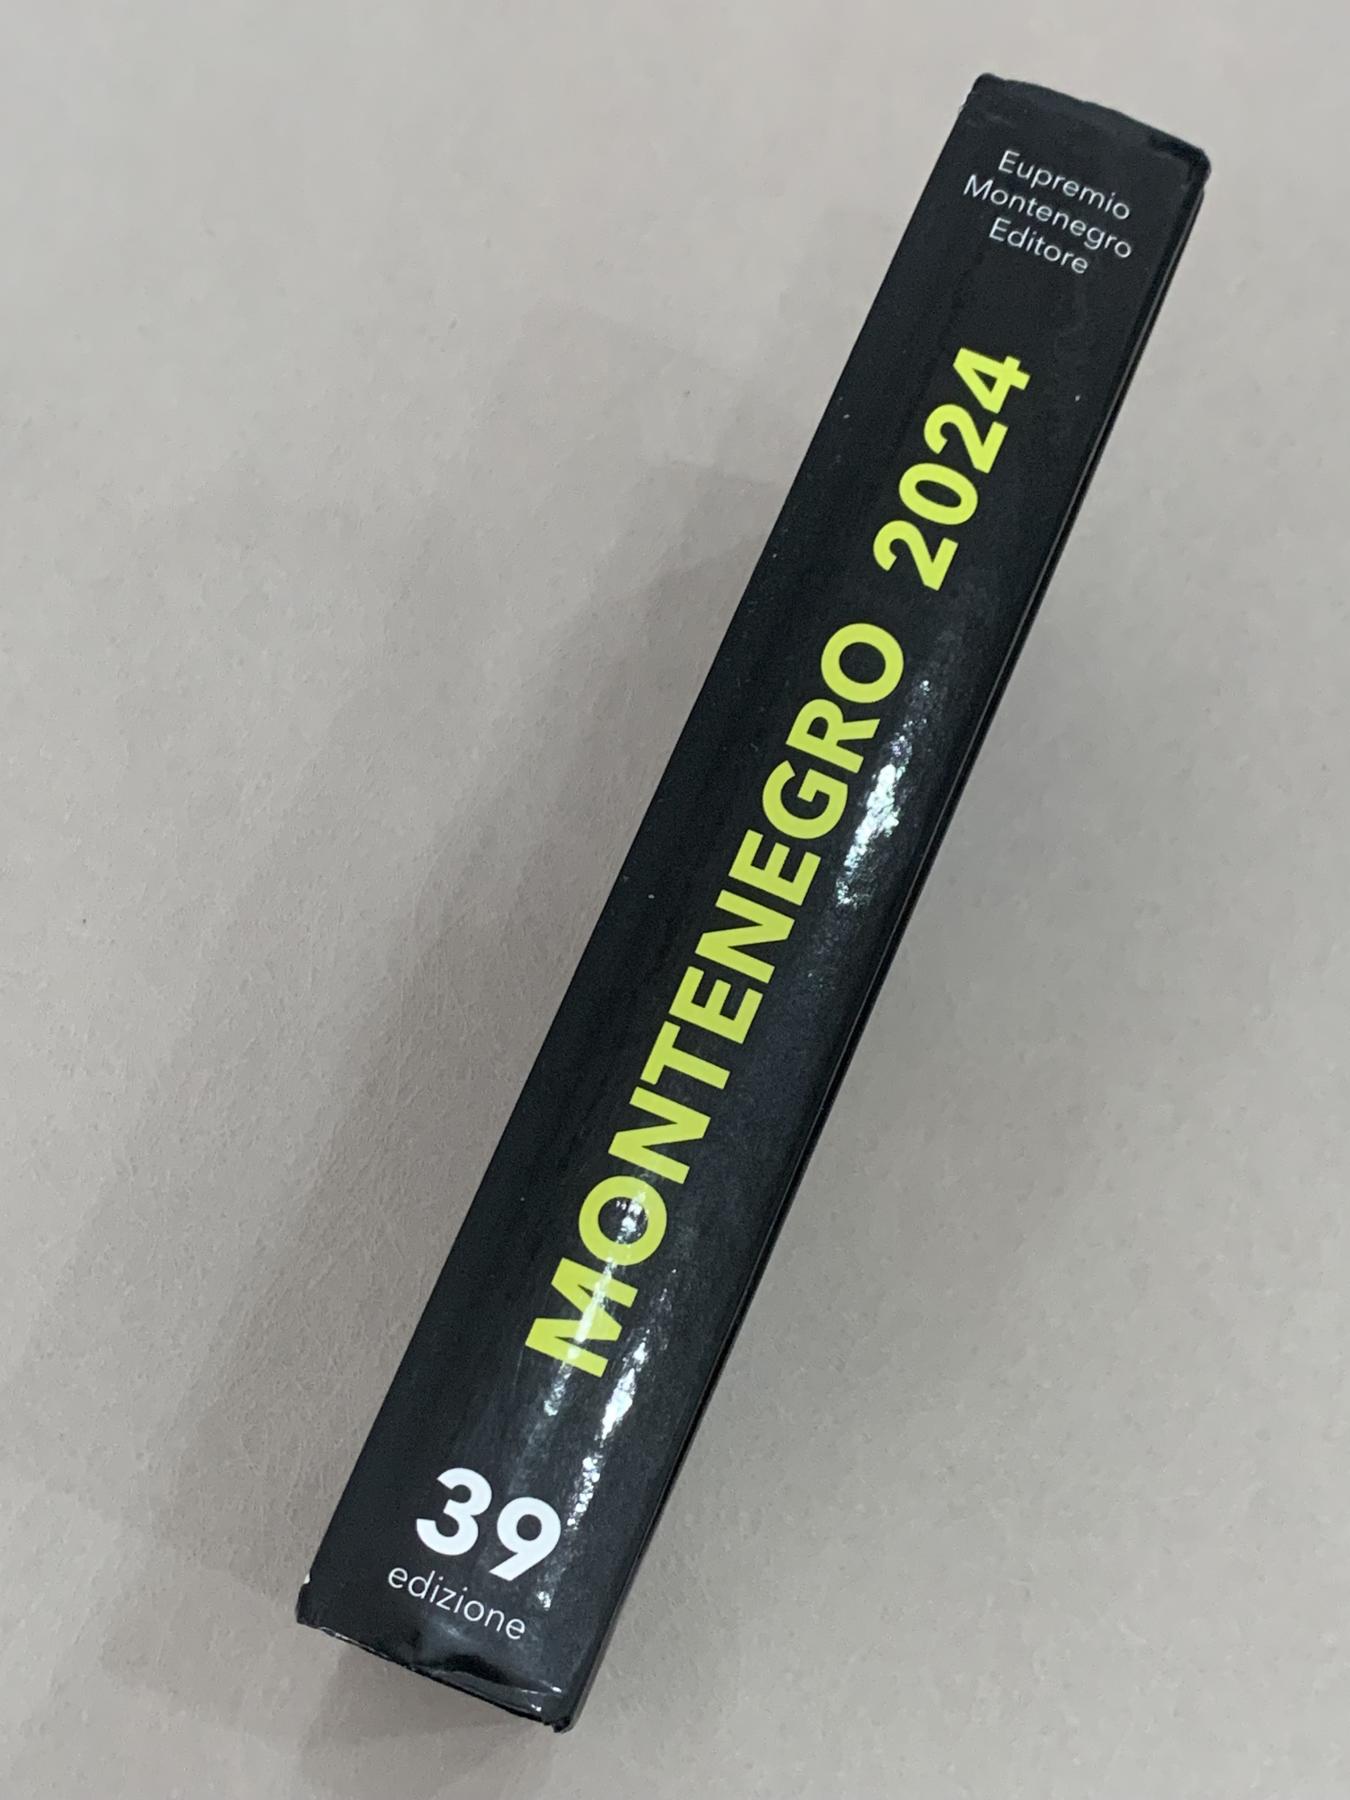 Eupremio
Montenegro
Editore
MONTENEGRO 2024
39
edizione